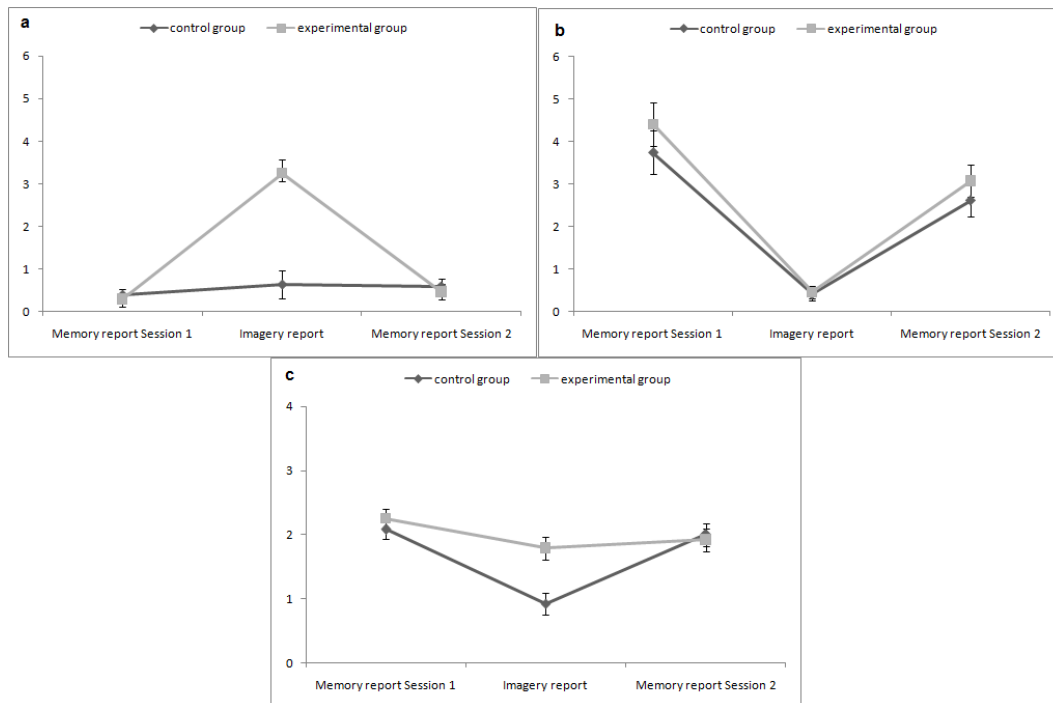 a
control group experimental group
6
5
4
3
2
1
0
Memory report Session 1 Imagery report Memory report Session 2
b
control group experimental group
6
5
4
3
2
1
0
Memory report Session 1 Imagery report Memory report Session 2
c
control group experimental group
4
3
2
1
0
Memory report Session 1 Imagery report Memory report Session 2